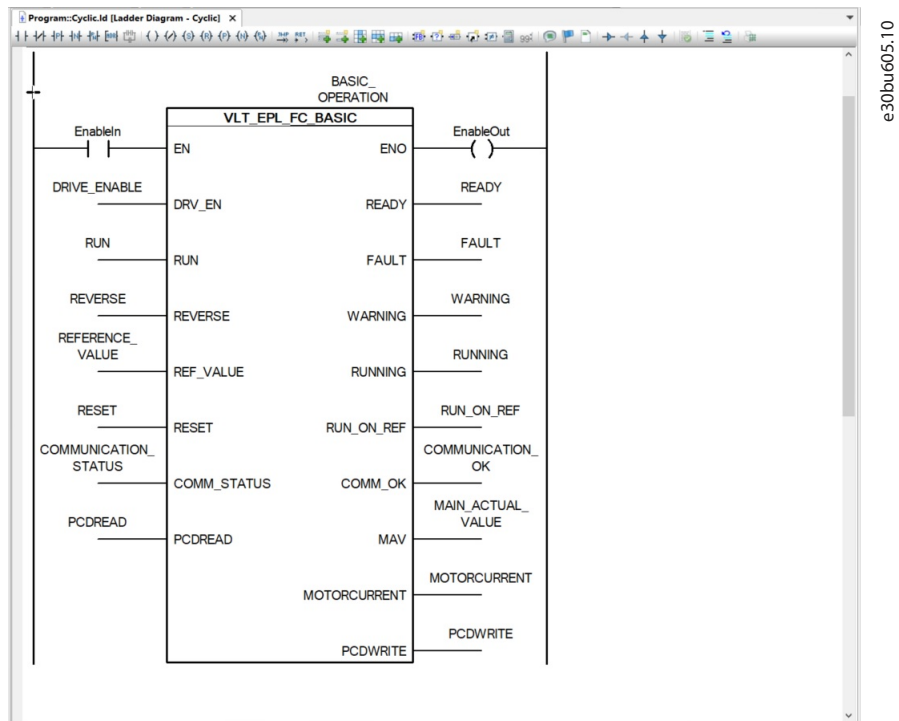 Program::Cyclic.ld [Ladder Diagram - Cyclic]
BASIC_
OPERATION
VLT_EPL_FC_BASIC
EnableIn
EnableOut
EN
ENO
DRIVE_ENABLE
READY
DRV_EN
READY
RUN
FAULT
RUN
FAULT
REVERSE
WARNING
REVERSE
WARNING
REFERENCE_
VALUE
RUNNING
REF_VALUE
RUNNING
RESET
RUN_ON_REF
RESET
RUN_ON_REF
COMMUNICATION_
STATUS
COMMUNICATION_
OK
COMM_STATUS
COMM_OK
PCDREAD
MAIN_ACTUAL_
VALUE
PCDREAD
MAV
MOTORCURRENT
MOTORCURRENT
PCDWRITE
PCDWRITE
e30bu605.10